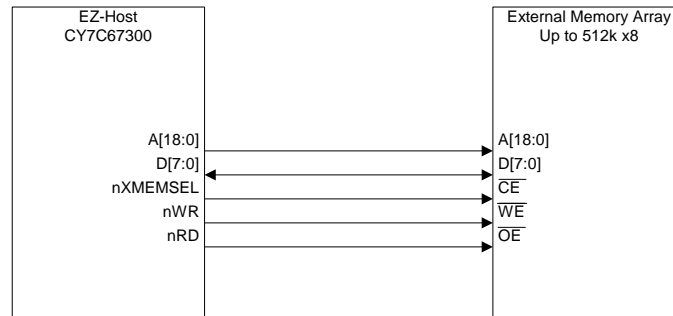 EZ-Host
CY7C67300
External Memory Array
Up to 512k x8
A[18:0]
A[18:0]
D[7:0]
D[7:0]
nXMEMSEL
CE
nWR
WE
nRD
OE